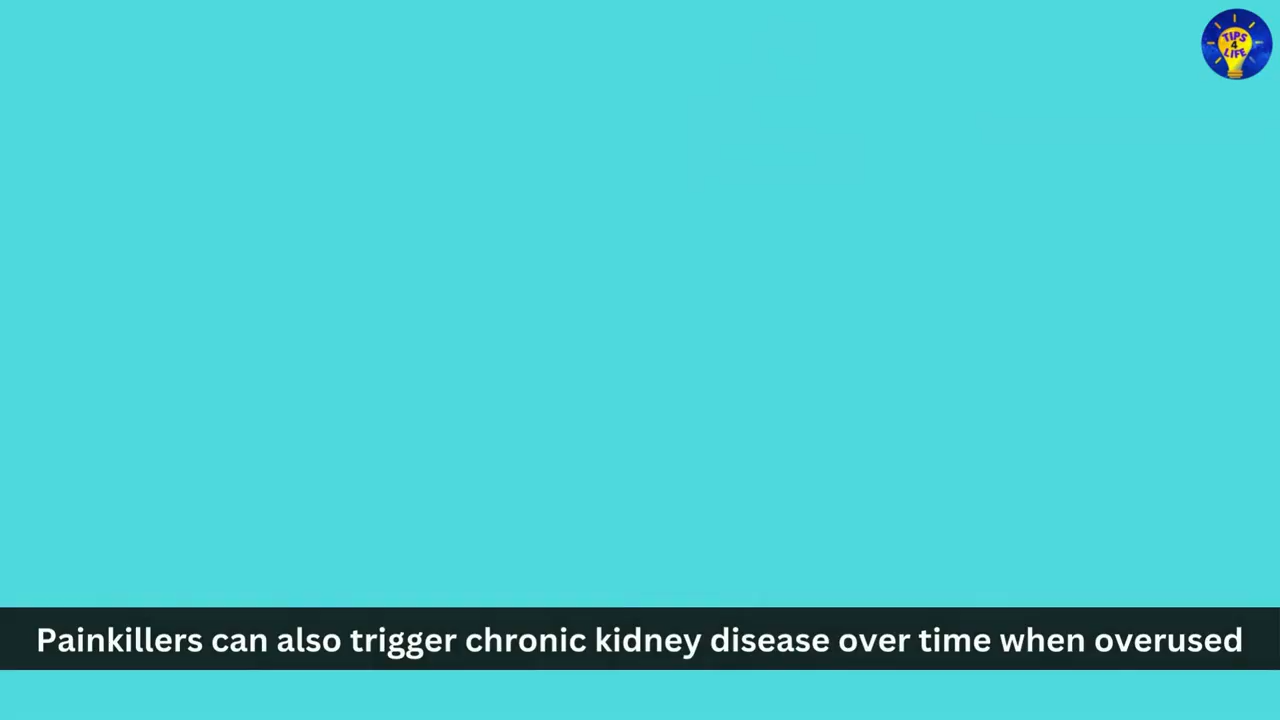 TIPS
4
LIFE
Painkillers can also trigger chronic kidney disease over time when overused